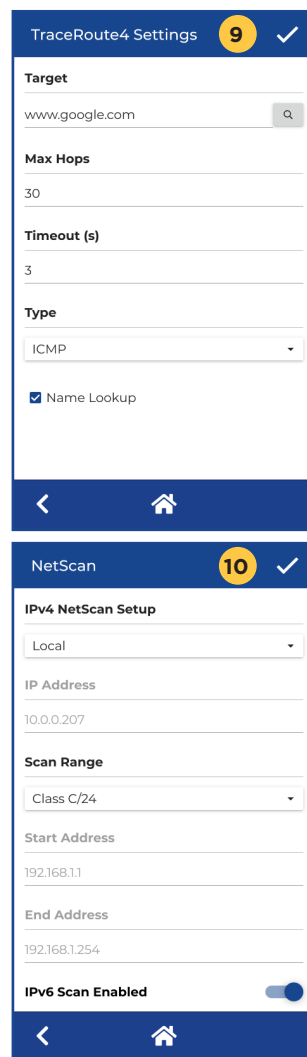 TraceRoute4 Settings 9
Target
www.google.com
Max Hops
30
Timeout (s)
3
Type
ICMP
Name Lookup
NetScan 10
IPv4 NetScan Setup
Local
IP Address
10.0.0.207
Scan Range
Class C/24
Start Address
192.168.1.1
End Address
192.168.1.254
IPv6 Scan Enabled